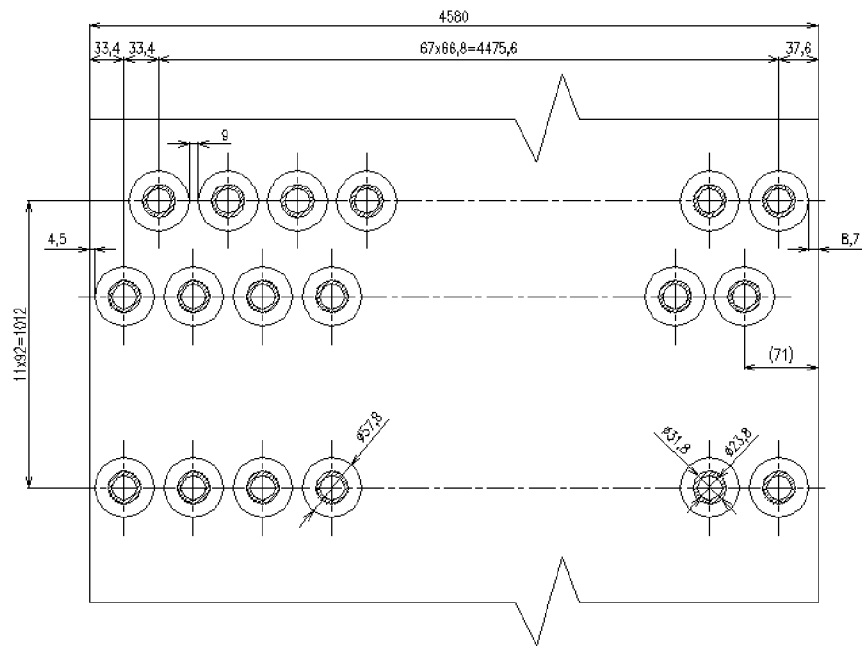 4580
33,4
33,4
67x66,8=4475,6
37,6
9
4,5
8,7
11x92=1012
(71)
ø57,8
ø31,8
ø23,8